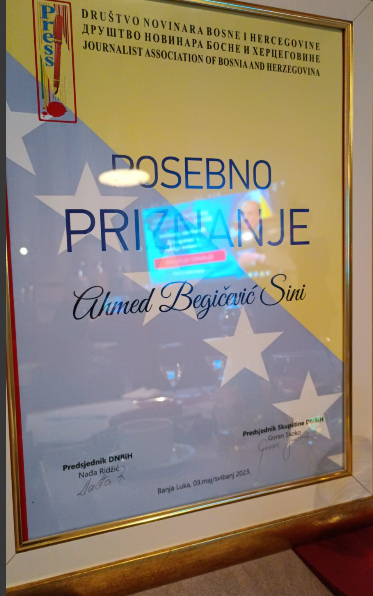 Press
DRUŠTVO NOVINARA BOSNE I HERCEGOVINE
ДРУШТВО НОВИНАРА БОСНЕ И ХЕРЦЕГОВИНЕ
JOURNALIST ASSOCIATION OF BOSNIA AND HERZEGOVINA
POSEBNO
PRIZNANJE
Ahmed Begičević Sini
Predsjednik DNBiH
Nada Ridžić
Predsjednik Skupštine DNBiH
Goran
Banja Luka, 03.maj/svibanj 2023.